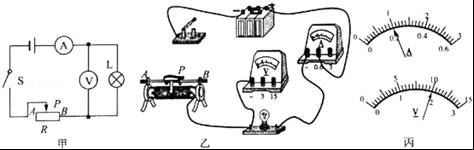 A
L
S
V
A P B
R
甲
A P B
V
- 3 15
A
- 0.6 3
乙
0 1 2 3
0 0.2 0.4 0.6
A
0 5 10 15
0 1 2 3
V
丙